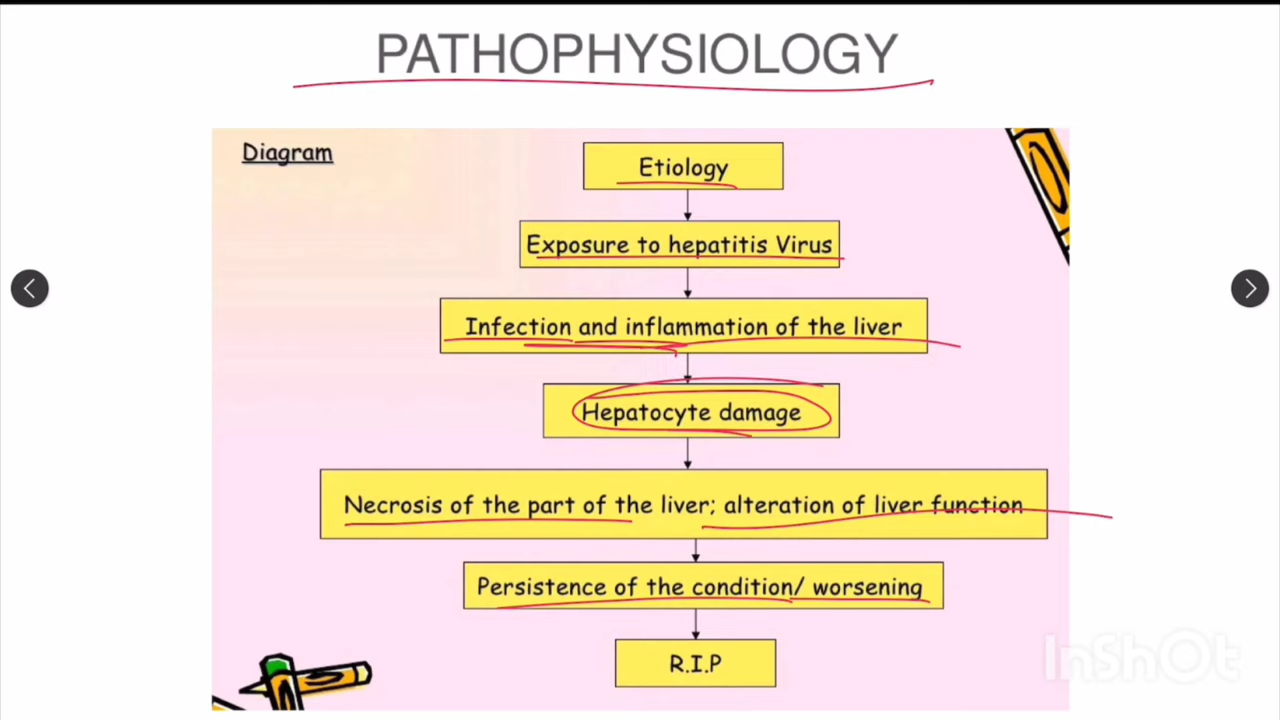 PATHOPHYSIOLOGY
Diagram
Etiology
Exposure to hepatitis Virus
Infection and inflammation of the liver
Hepatocyte damage
Necrosis of the part of the liver; alteration of liver function
Persistence of the condition/ worsening
R.I.P
InShOt